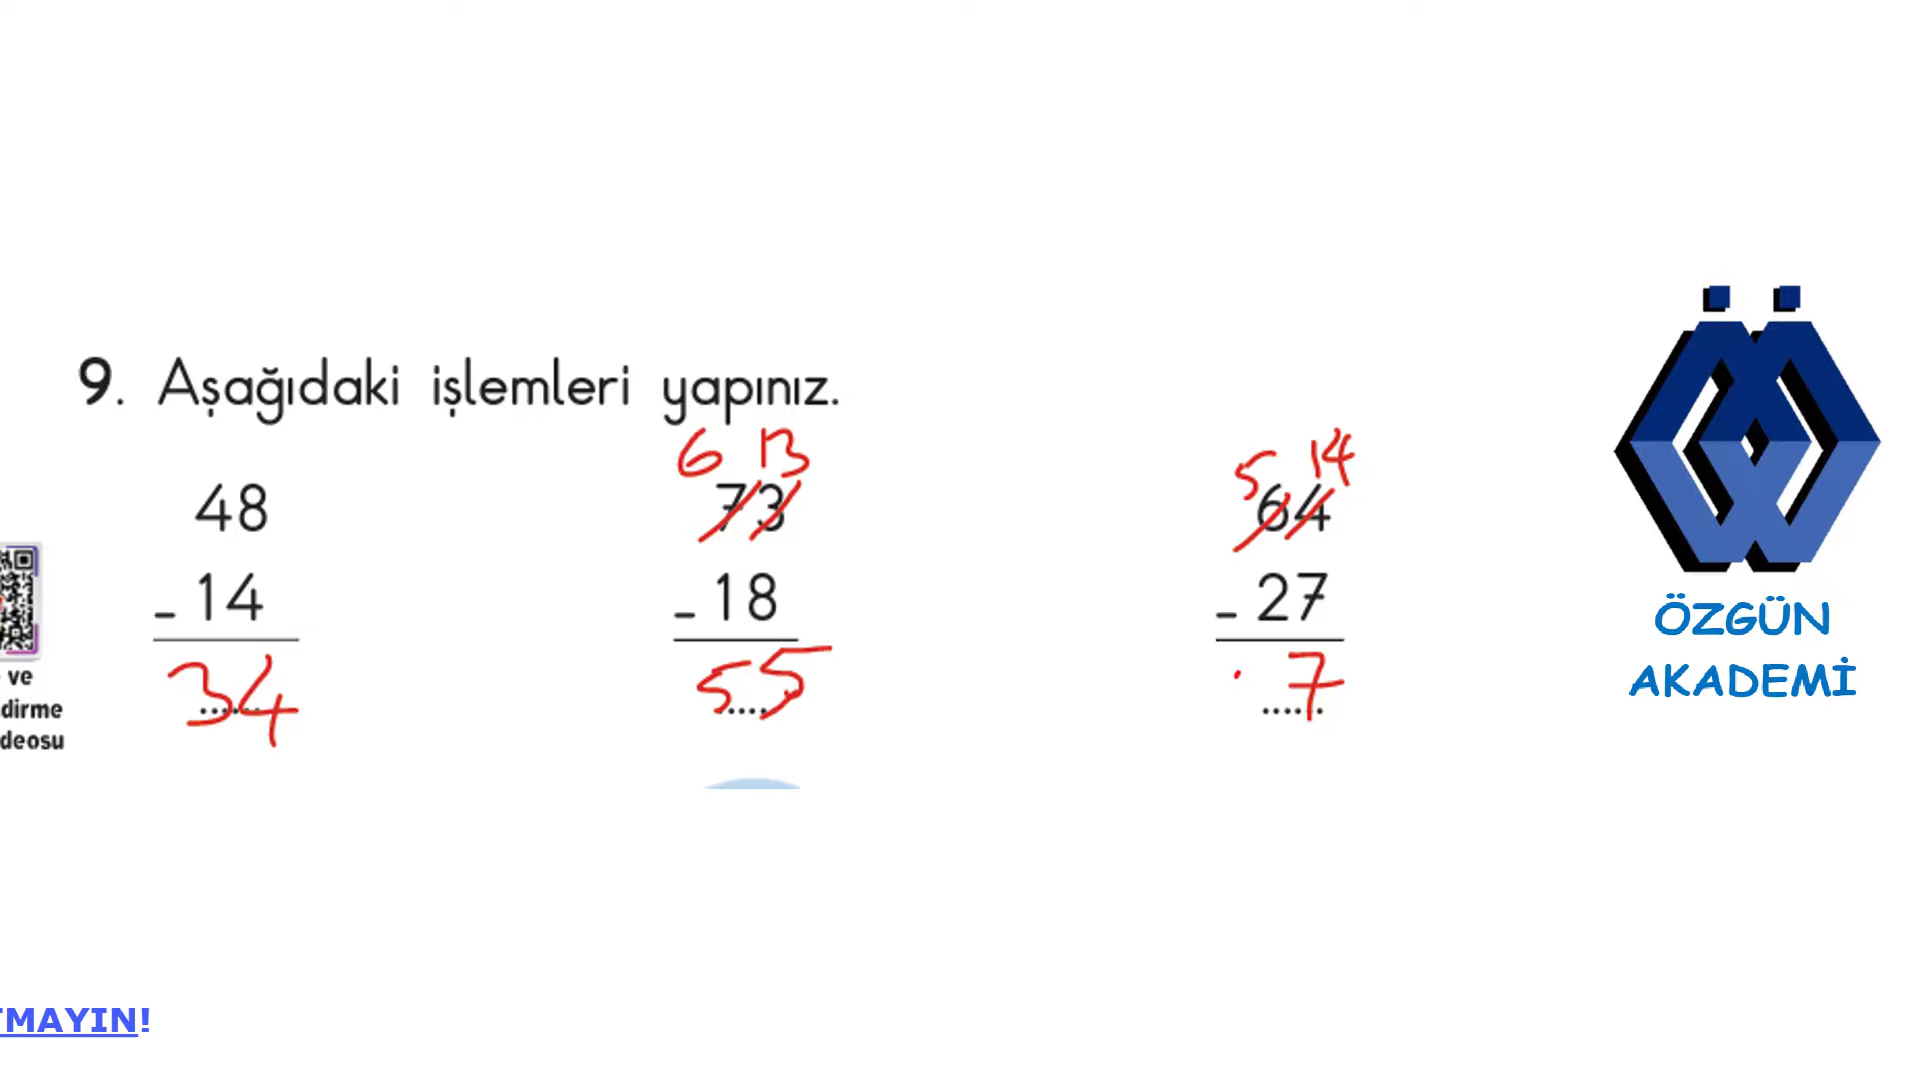 9. Aşağıdaki işlemleri yapınız.
6 13
5 14
48
73
64
- 14
- 18
- 27
34
55
7
......
ve
dirme
deosu
ÖZGÜN
AKADEMİ
TMAYIN!